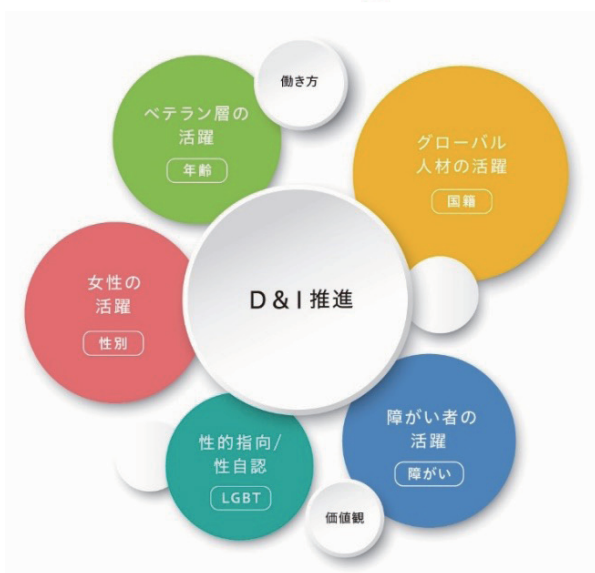 働き方
ベテラン層の
活躍
年齢
グローバル
人材の活躍
国籍
D&I推進
女性の
活躍
性別
障がい者の
活躍
障がい
性的指向/
性自認
LGBT
価値観